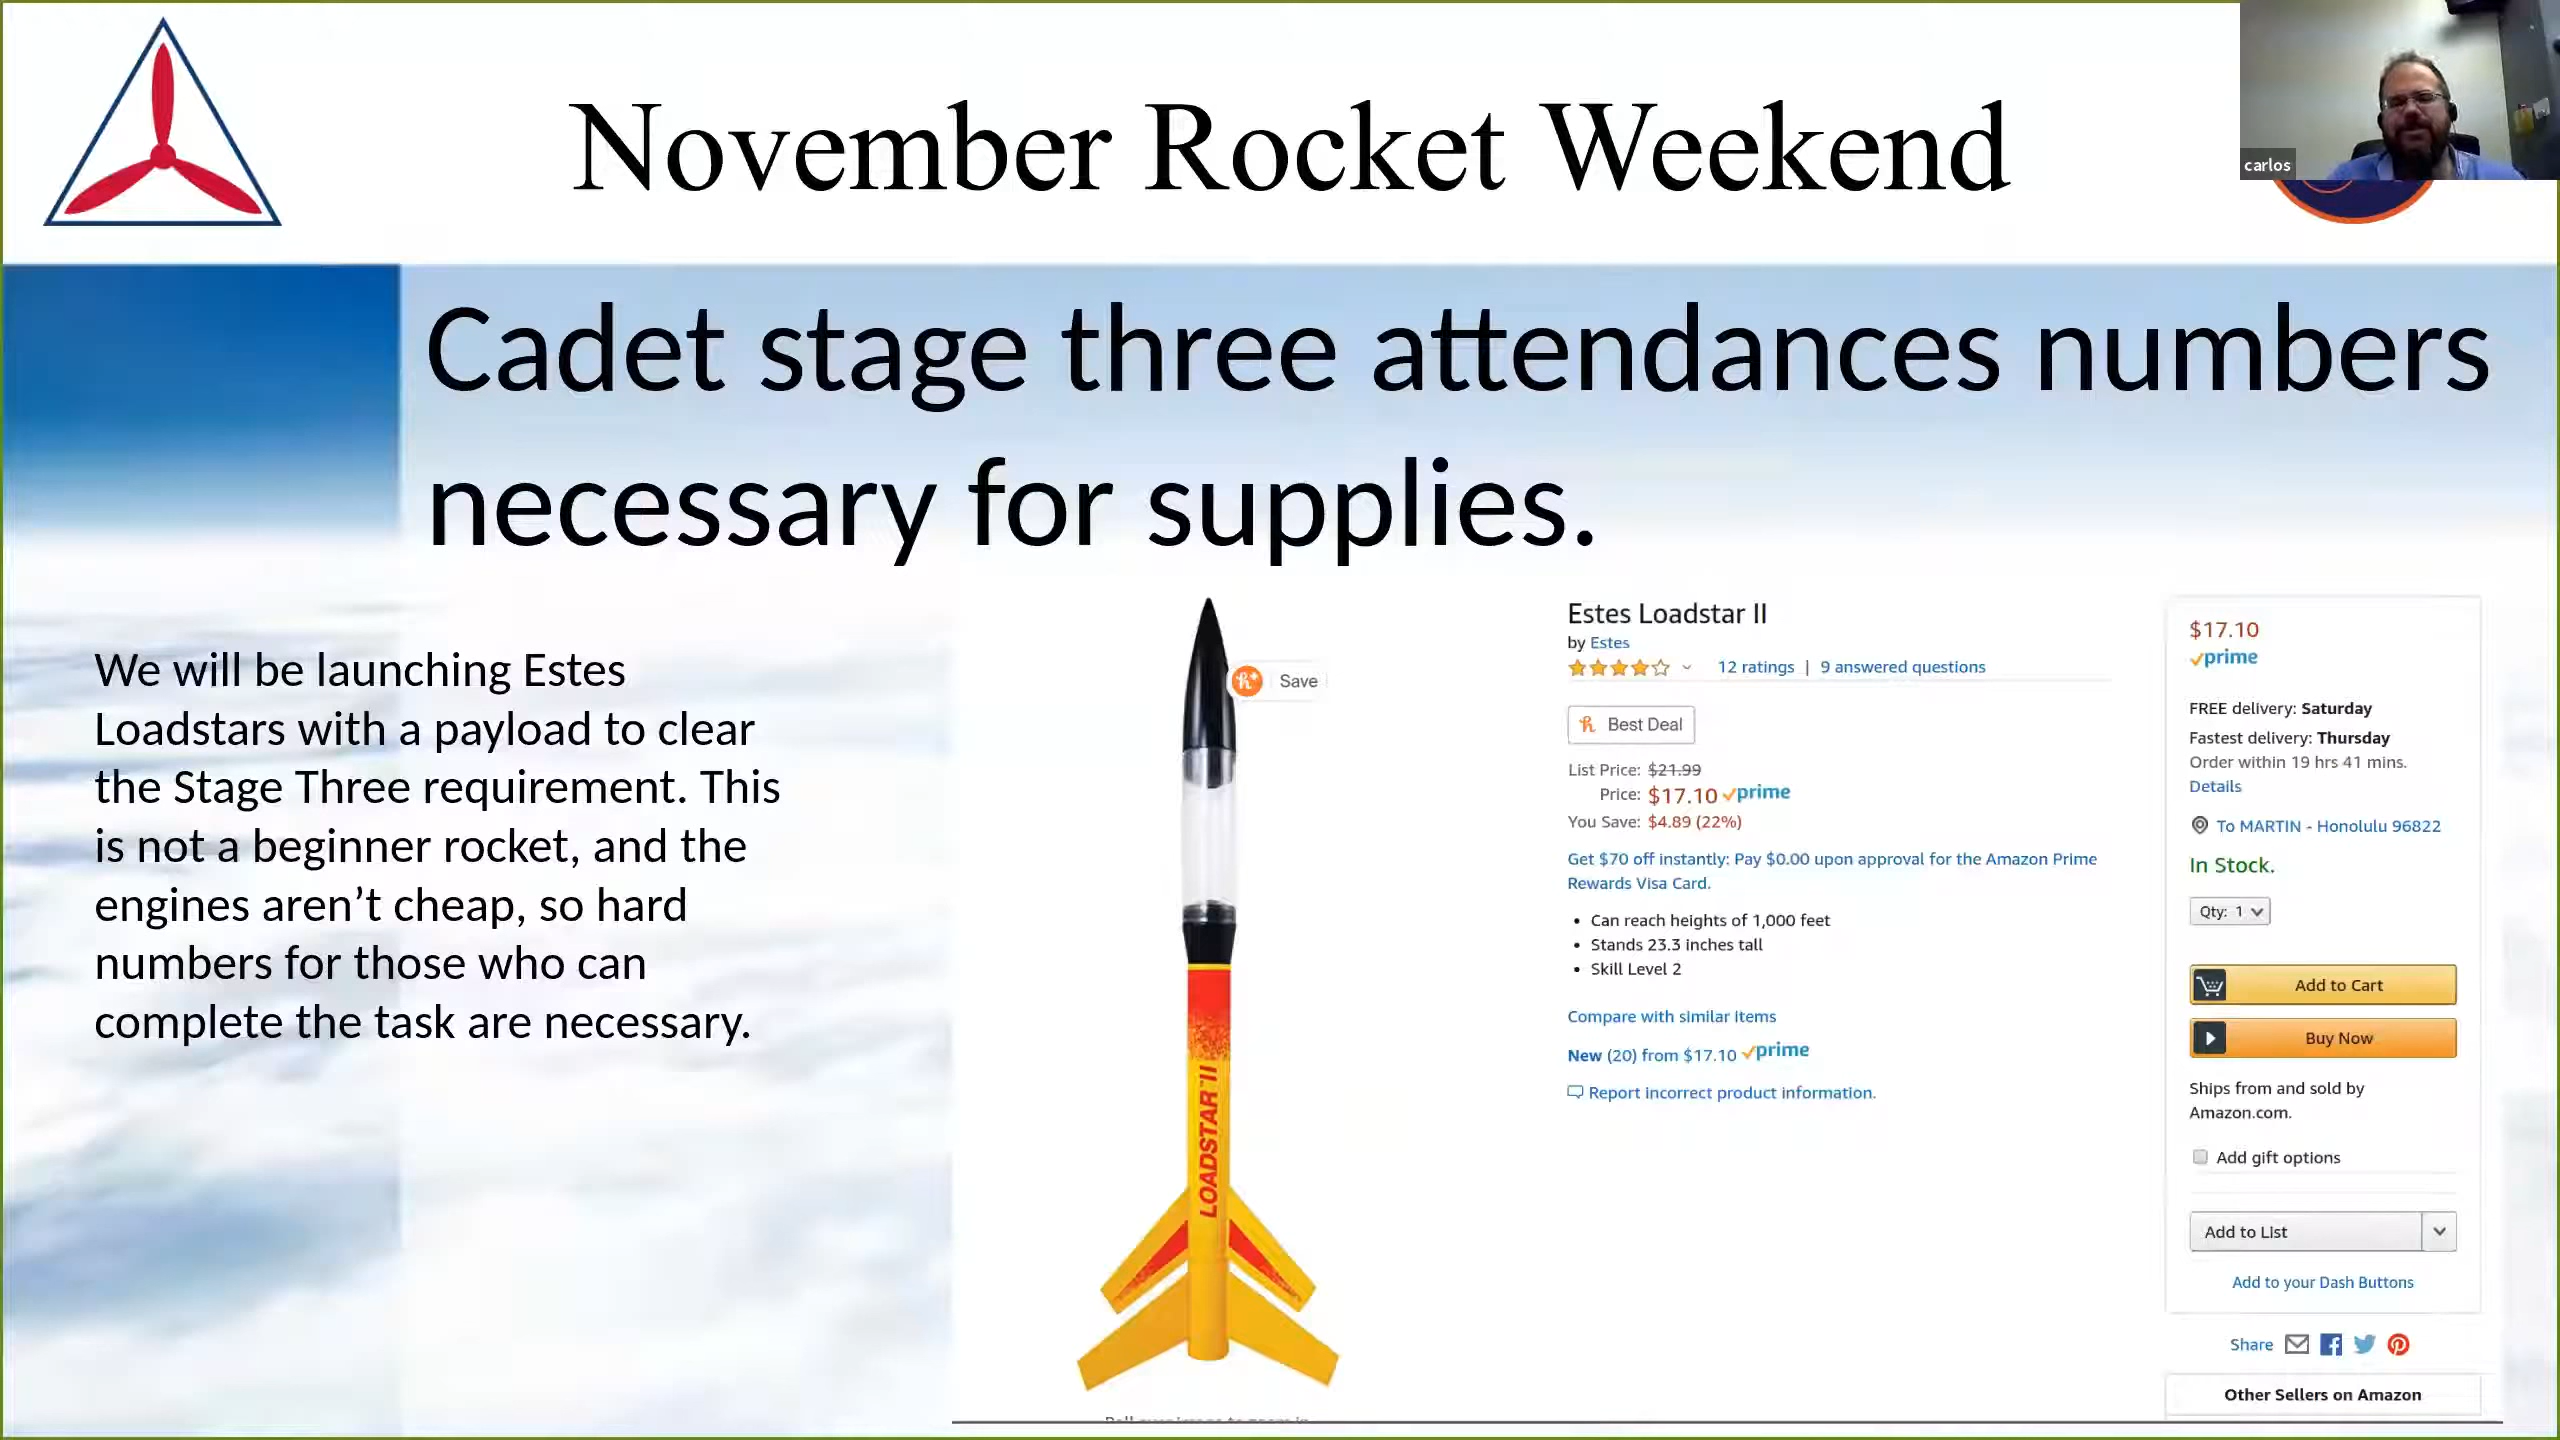 November Rocket Weekend
carlos
Cadet stage three attendances numbers
necessary for supplies.
We will be launching Estes
Loadstars with a payload to clear
the Stage Three requirement. This
is not a beginner rocket, and the
engines aren’t cheap, so hard
numbers for those who can
complete the task are necessary.
Save
LOADSTAR II
Estes Loadstar II
by Estes
12 ratings | 9 answered questions
Best Deal
List Price: $21.99
Price: $17.10 prime
You Save: $4.89 (22%)
Get $70 off instantly: Pay $0.00 upon approval for the Amazon Prime
Rewards Visa Card.
• Can reach heights of 1,000 feet
• Stands 23.3 inches tall
• Skill Level 2
Compare with similar items
New (20) from $17.10 prime
Report incorrect product information.
$17.10
prime
FREE delivery: Saturday
Fastest delivery: Thursday
Order within 19 hrs 41 mins.
Details
To MARTIN - Honolulu 96822
In Stock.
Qty: 1
Add to Cart
Buy Now
Ships from and sold by
Amazon.com.
Add gift options
Add to List
Add to your Dash Buttons
Share
Other Sellers on Amazon